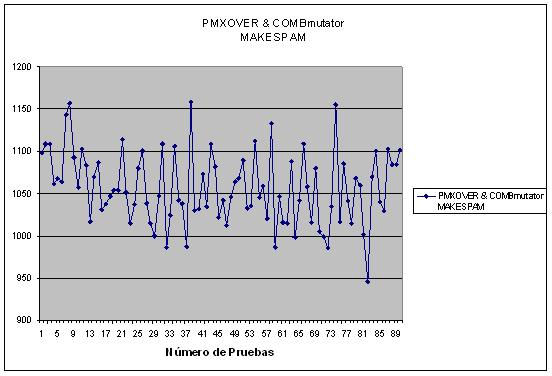 PMXOVER & COMBmutator
MAKESPAM
1200
1150
1100
1050
1000
950
900
1 5 9 13 17 21 25 29 33 37 41 45 49 53 57 61 65 69 73 77 81 85 89
Número de Pruebas
PMXOVER & COMBmutator
MAKESPAM